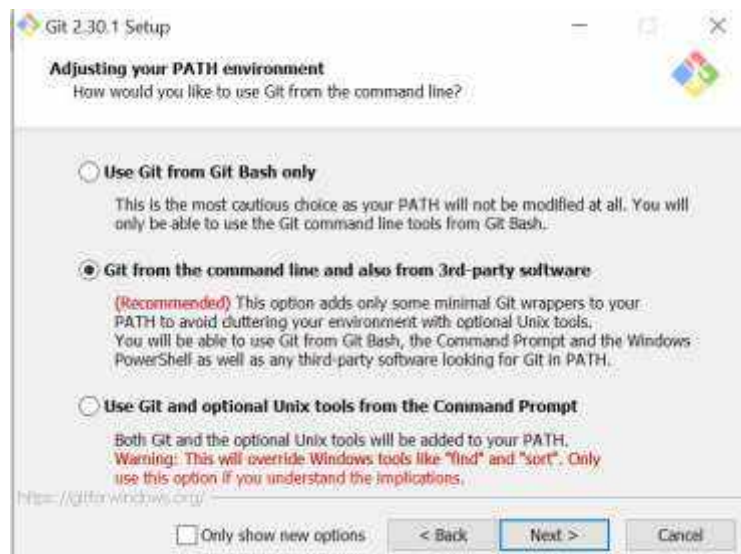 Git 2.30.1 Setup
Adjusting your PATH environment
How would you like to use Git from the command line?
Use Git from Git Bash only
This is the most cautious choice as your PATH will not be modified at all. You will
only be able to use the Git command line tools from Git Bash.
Git from the command line and also from 3rd-party software
(Recommended) This option adds only some minimal Git wrappers to your
PATH to avoid cluttering your environment with optional Unix tools.
You will be able to use Git from Git Bash, the Command Prompt and the Windows
PowerShell as well as any third-party software looking for Git in PATH.
Use Git and optional Unix tools from the Command Prompt
Both Git and the optional Unix tools will be added to your PATH.
Warning: This will override Windows tools like "find" and "sort". Only
use this option if you understand the implications.
https://gitforwindows.org/
Only show new options
< Back
Next >
Cancel